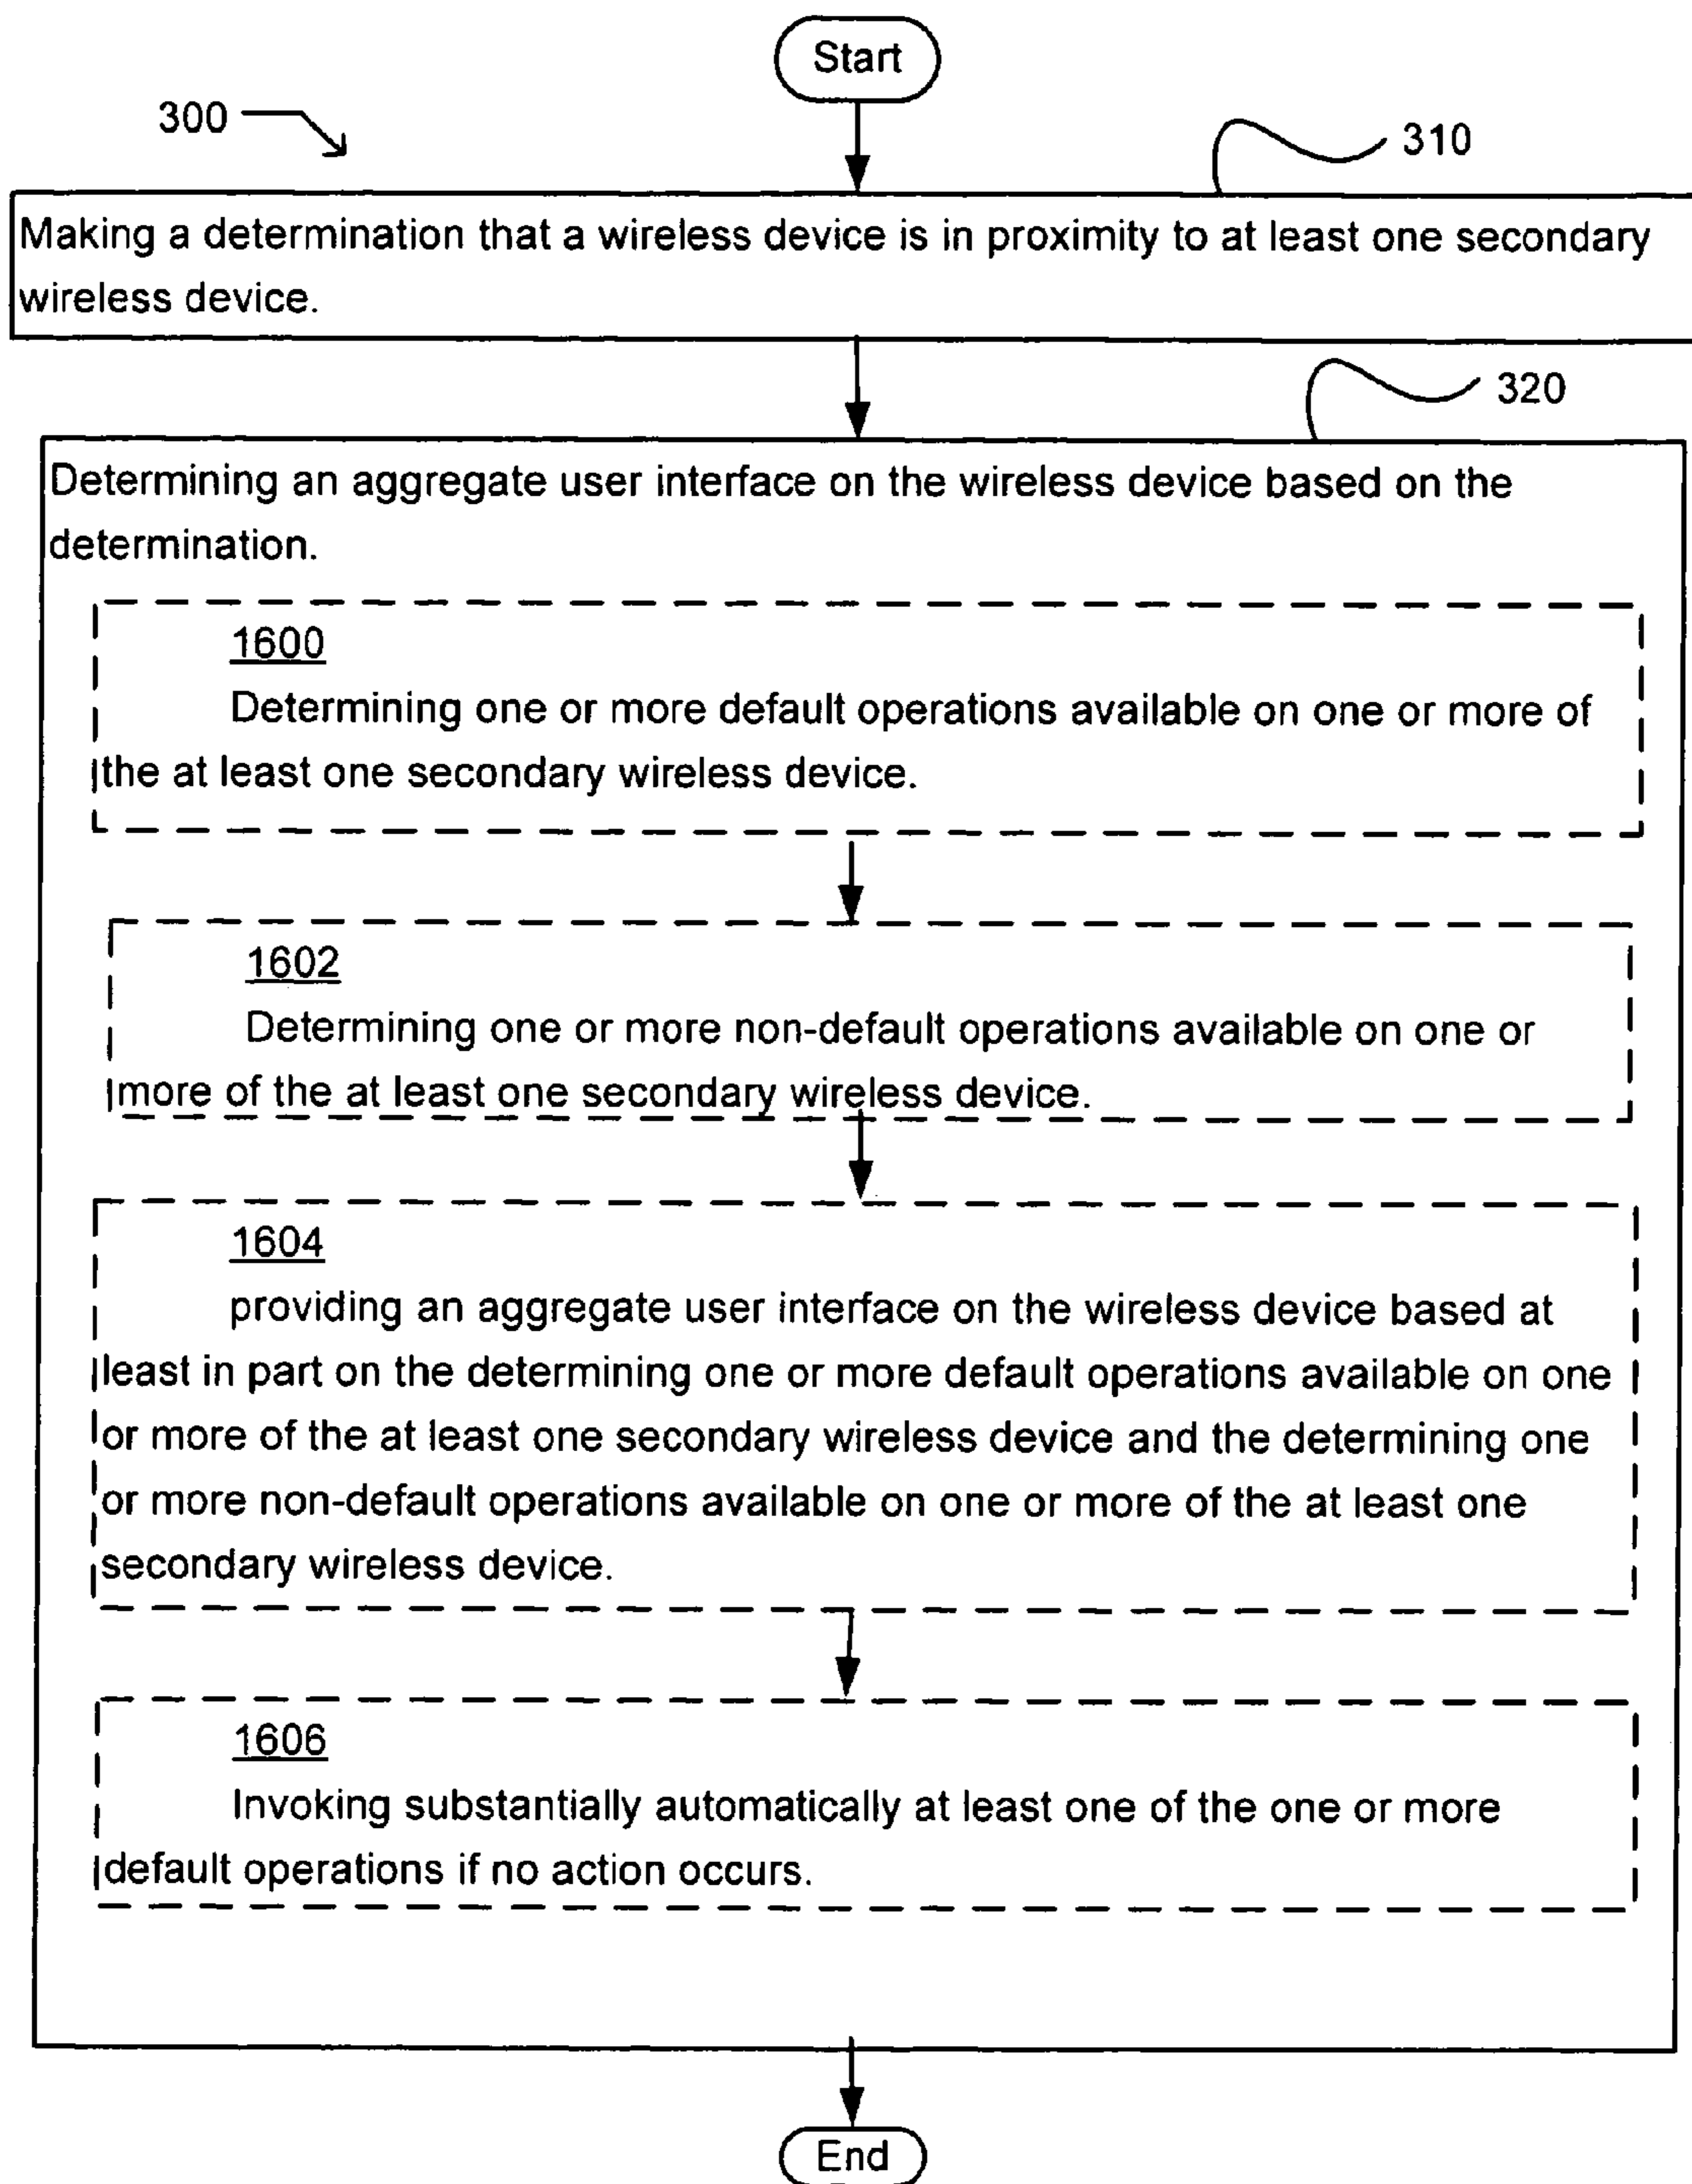 Start
300
310
Making a determination that a wireless device is in proximity to at least one secondary
wireless device.
320
Determining an aggregate user interface on the wireless device based on the
determination.
1600
Determining one or more default operations available on one or more of
the at least one secondary wireless device.
1602
Determining one or more non-default operations available on one or
more of the at least one secondary wireless device.
1604
providing an aggregate user interface on the wireless device based at
least in part on the determining one or more default operations available on one
or more of the at least one secondary wireless device and the determining one
or more non-default operations available on one or more of the at least one
secondary wireless device.
1606
Invoking substantially automatically at least one of the one or more
default operations if no action occurs.
End